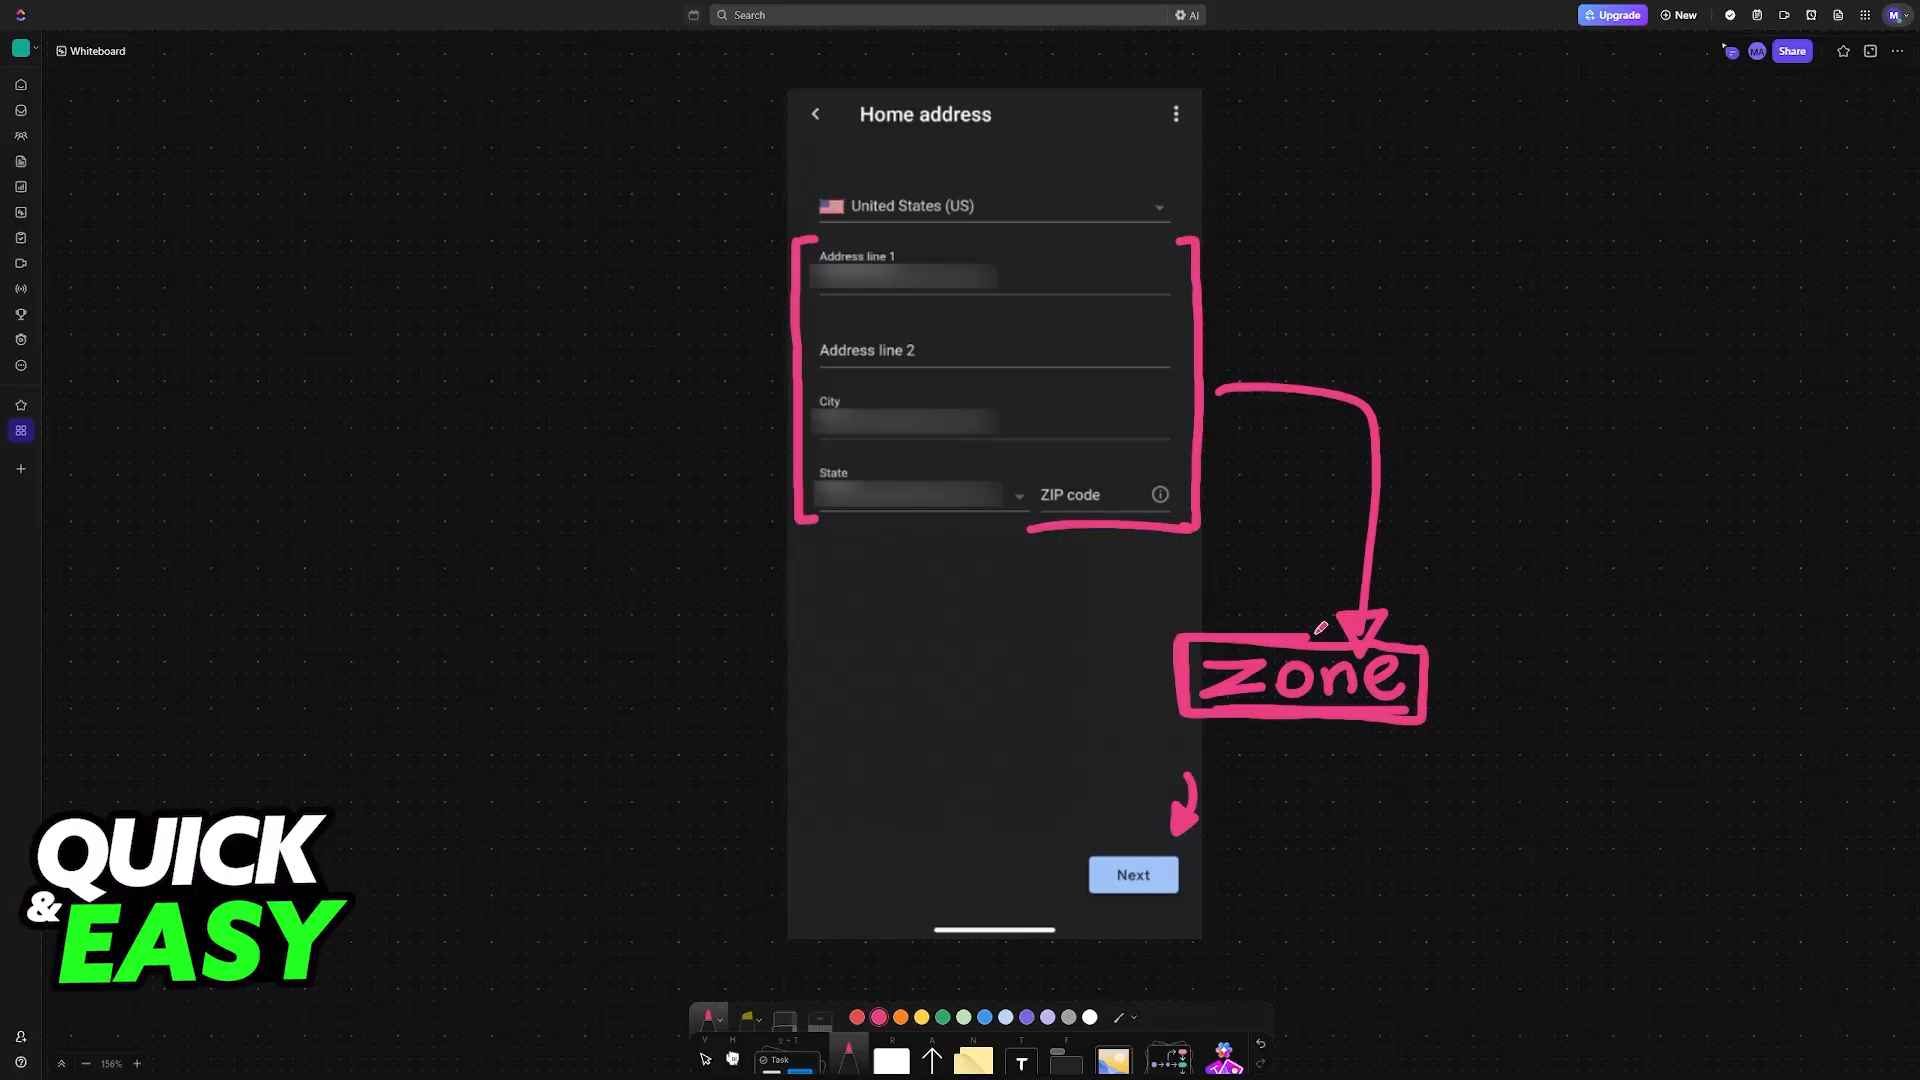 Search
AI
Upgrade
New
M
Whiteboard
MA
Share
Home address
United States (US)
Address line 1
Address line 2
City
State
ZIP code
zone
Next
QUICK
& EASY
V
H
⇧ + T
R
A
N
T
F
Task
T
156%